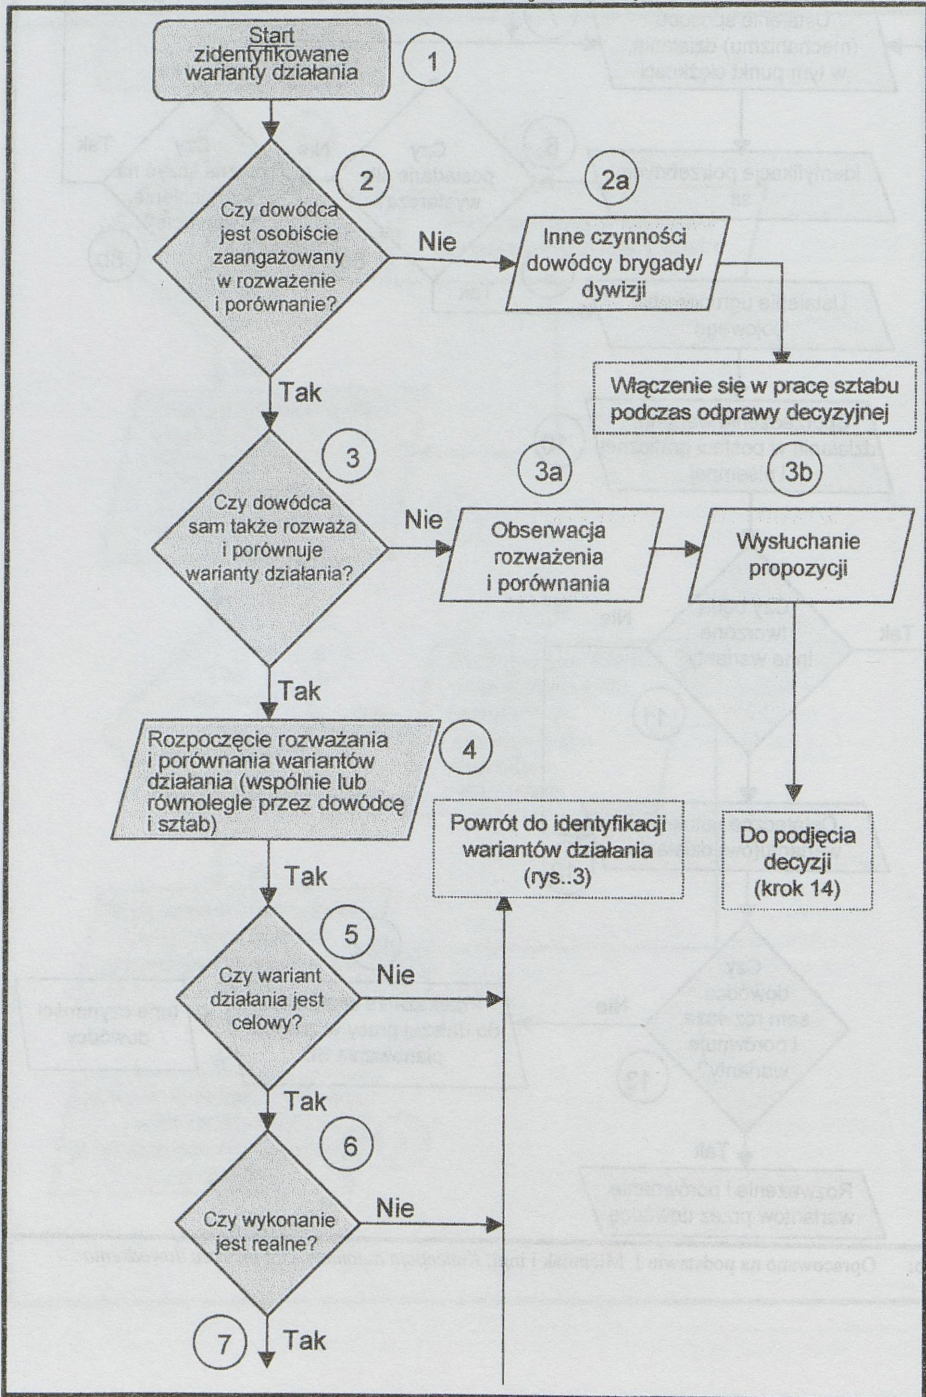 Start
zidentyfikowane
warianty działania
1
2
Czy dowódca
jest osobiście
zaangażowany
w rozważenie
i porównanie?
Nie
2a
Inne czynności
dowódcy brygady/
dywizji
Włączenie się w pracę sztabu
podczas odprawy decyzyjnej
Tak
3
Czy dowódca
sam także rozważa
i porównuje
warianty działania?
Nie
3a
Obserwacja
rozważenia
i porównania
3b
Wysłuchanie
propozycji
Tak
Rozpoczęcie rozważania
i porównania wariantów
działania (wspólnie lub
równolegle przez dowódcę
i sztab)
4
Powrót do identyfikacji
wariantów działania
(rys..3)
Do podjęcia
decyzji
(krok 14)
Tak
5
Czy wariant
działania jest
celowy?
Nie
Tak
6
Czy wykonanie
jest realne?
Nie
7
Tak